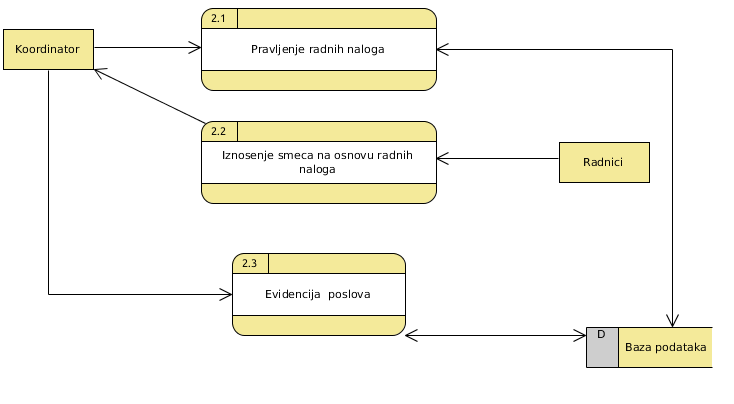 2.1
Koordinator
Pravljenje radnih naloga
2.2
Iznosenje smeca na osnovu radnih
naloga
Radnici
2.3
Evidencija poslova
D
Baza podataka